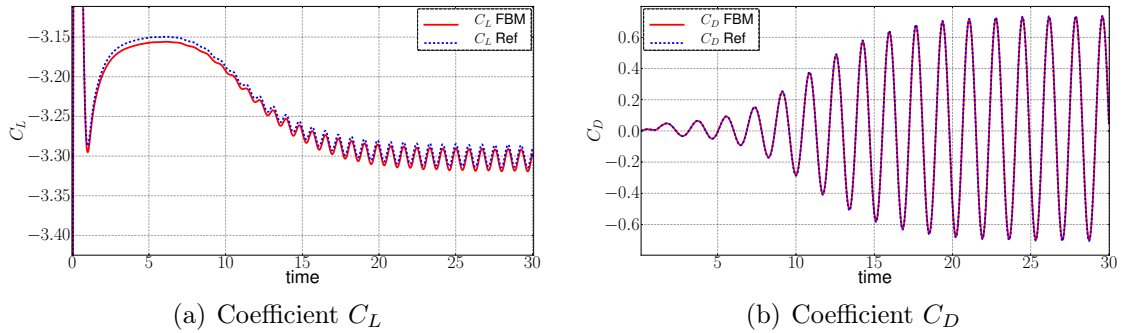 C_L FBM
C_L Ref
−3.15
−3.20
−3.25
−3.30
−3.35
−3.40
C_L
0 5 10 15 20 25 30
time
(a) Coefficient C_L
C_D FBM
C_D Ref
0.6
0.4
0.2
0.0
−0.2
−0.4
−0.6
C_D
5 10 15 20 25 30
time
(b) Coefficient C_D